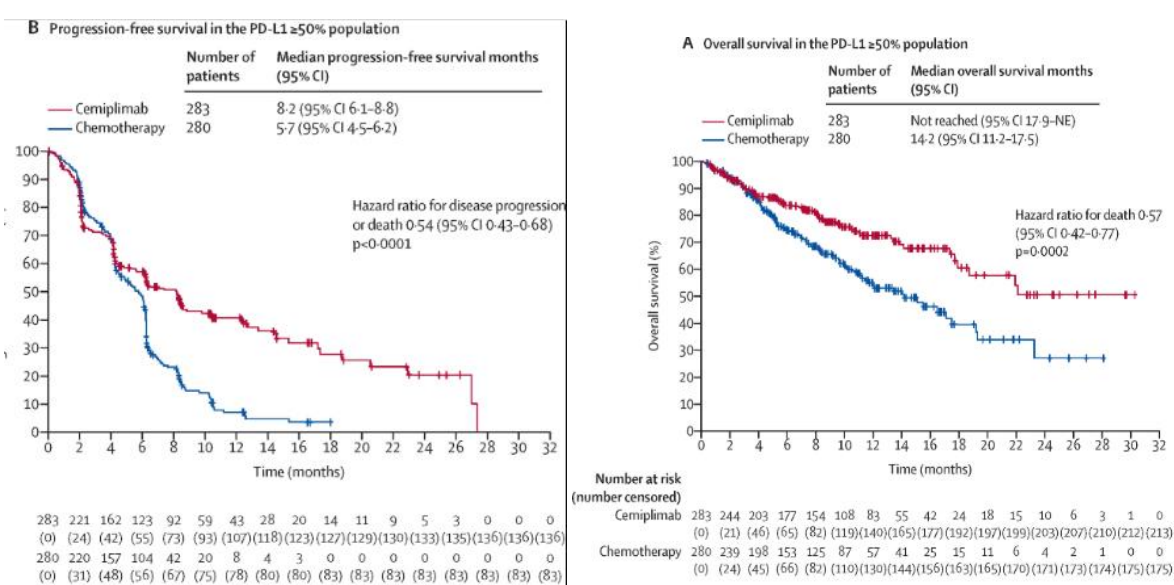 B Progression-free survival in the PD-L1 ≥50% population
Number of patients
Median progression-free survival months (95% CI)
Cemiplimab 283 8·2 (95% CI 6·1–8·8)
Chemotherapy 280 5·7 (95% CI 4·5–6·2)
Hazard ratio for disease progression
or death 0·54 (95% CI 0·43–0·68)
p<0·0001
100
90
80
70
60
50
40
30
20
10
0
0 2 4 6 8 10 12 14 16 18 20 22 24 26 28 30 32
Time (months)
283 221 162 123 92 59 43 28 20 14 11 9 5 3 0 0 0
(0) (24) (42) (55) (73) (93) (107) (118) (123) (127) (129) (130) (133) (135) (136) (136) (136)
280 220 157 104 42 20 8 4 3 0 0 0 0 0 0 0 0
(0) (31) (48) (56) (67) (75) (78) (80) (80) (83) (83) (83) (83) (83) (83) (83) (83)
A Overall survival in the PD-L1 ≥50% population
Number of patients
Median overall survival months (95% CI)
Cemiplimab 283 Not reached (95% CI 17·9–NE)
Chemotherapy 280 14·2 (95% CI 11·2–17·5)
Hazard ratio for death 0·57
(95% CI 0·42–0·77)
p=0·0002
Overall survival (%)
100
90
80
70
60
50
40
30
20
10
0
0 2 4 6 8 10 12 14 16 18 20 22 24 26 28 30 32
Time (months)
Number at risk
(number censored)
Cemiplimab 283 244 203 177 154 108 83 55 42 24 18 15 10 6 3 1 0
(0) (21) (46) (65) (82) (119) (140) (165) (177) (192) (197) (199) (203) (207) (210) (212) (213)
Chemotherapy 280 239 198 153 125 87 57 41 25 15 11 6 4 2 1 0 0
(0) (24) (45) (66) (82) (110) (130) (144) (156) (163) (165) (170) (171) (173) (174) (175) (175)